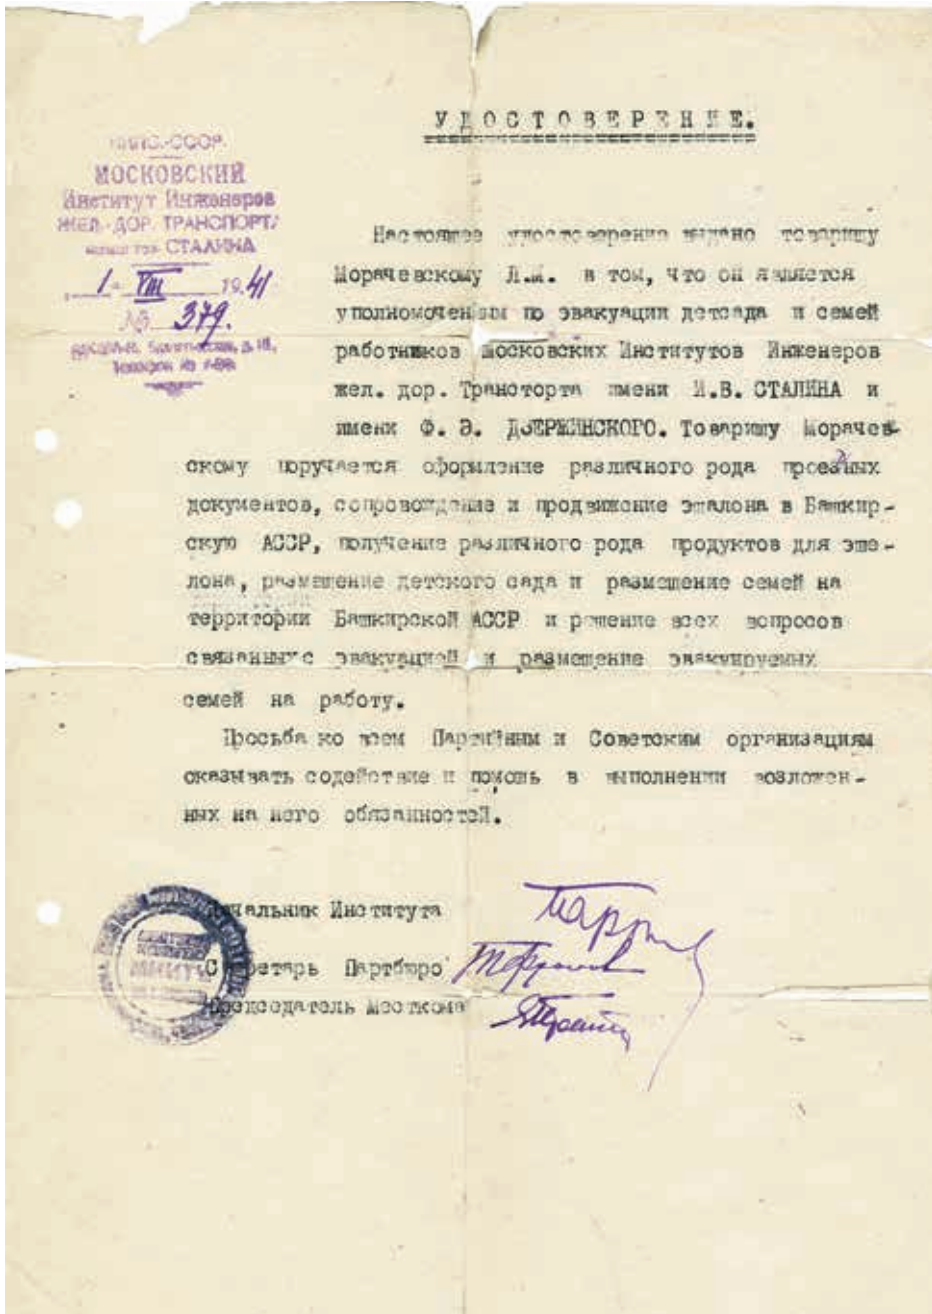 УДОСТОВЕРЕНИЕ.
НКПС-СССР.
МОСКОВСКИЙ
Институт Инженеров
ЖЕЛ.-ДОР. ТРАНСПОРТА
СТАЛИНА
1- VIII 1941
№ 379.
Настоящее удостоверение выдано товарищу
Морачевскому Л.М. в том, что он является
уполномоченным по эвакуации детсада и семей
работников Московских Институтов Инженеров
жел. дор. Транспорта имени И.В. СТАЛИНА и
имени Ф. Э. ДЗЕРЖИНСКОГО. Товарищу Морачев-
скому поручается оформление различного рода проездных
документов, сопровождение и продвижение эшалона в Башкир-
скую АССР, получение различного рода продуктов для эше-
лона, размещение детского сада и размещение семей на
территории Башкирской АССР и решение всех вопросов
связанных с эвакуацией и размещение эвакуируемых
семей на работу.
Просьба ко всем Партийным и Советским организациям
оказывать содействие и помощь в выполнении возложен-
ных на него обязанностей.
Начальник Института
Секретарь Партбюро
Председатель Месткома